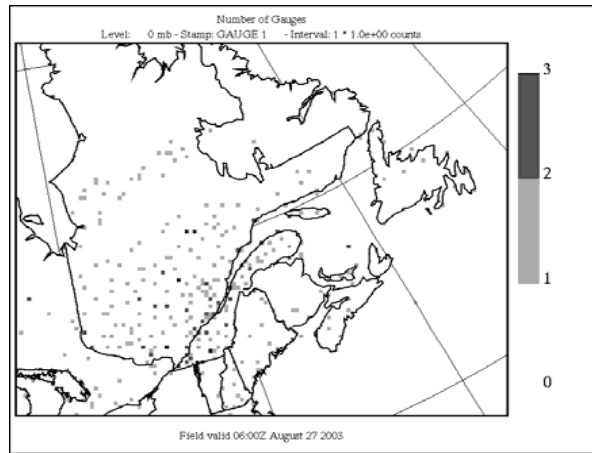 Number of Gauges
Level: 0 mb - Stamp: GAUGE 1 - Interval: 1 * 1.0e+00 counts
3
2
1
0
Field valid 06:00Z August 27 2003